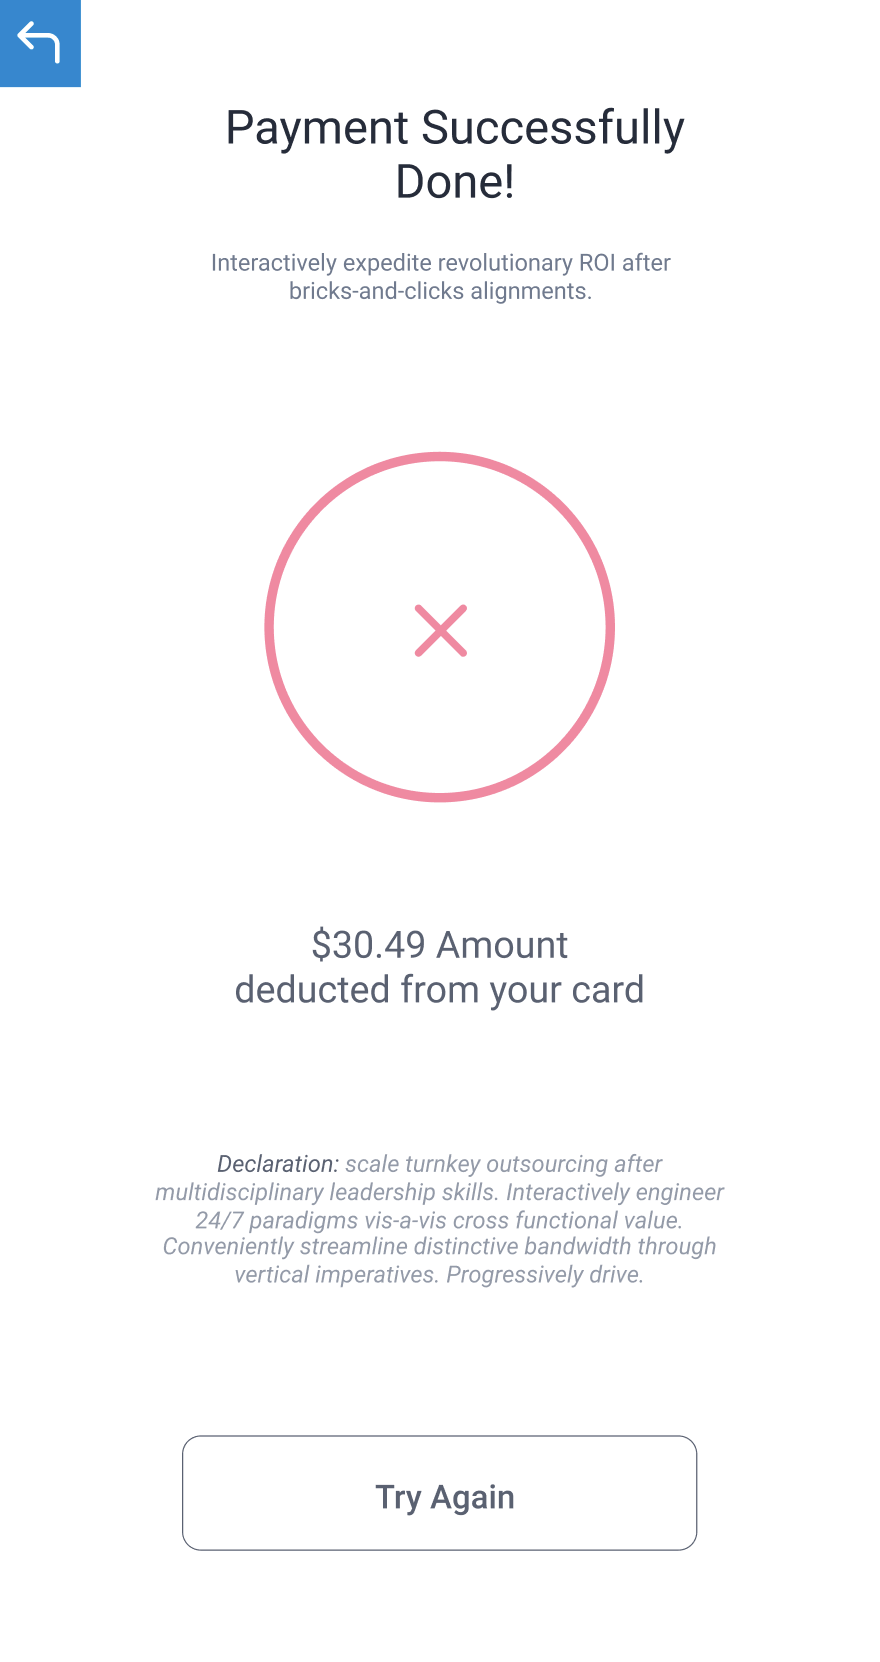 Payment Successfully
Done!
Interactively expedite revolutionary ROI after
bricks-and-clicks alignments.
$30.49 Amount
deducted from your card
Declaration: scale turnkey outsourcing after
multidisciplinary leadership skills. Interactively engineer
24/7 paradigms vis-a-vis cross functional value.
Conveniently streamline distinctive bandwidth through
vertical imperatives. Progressively drive.
Try Again